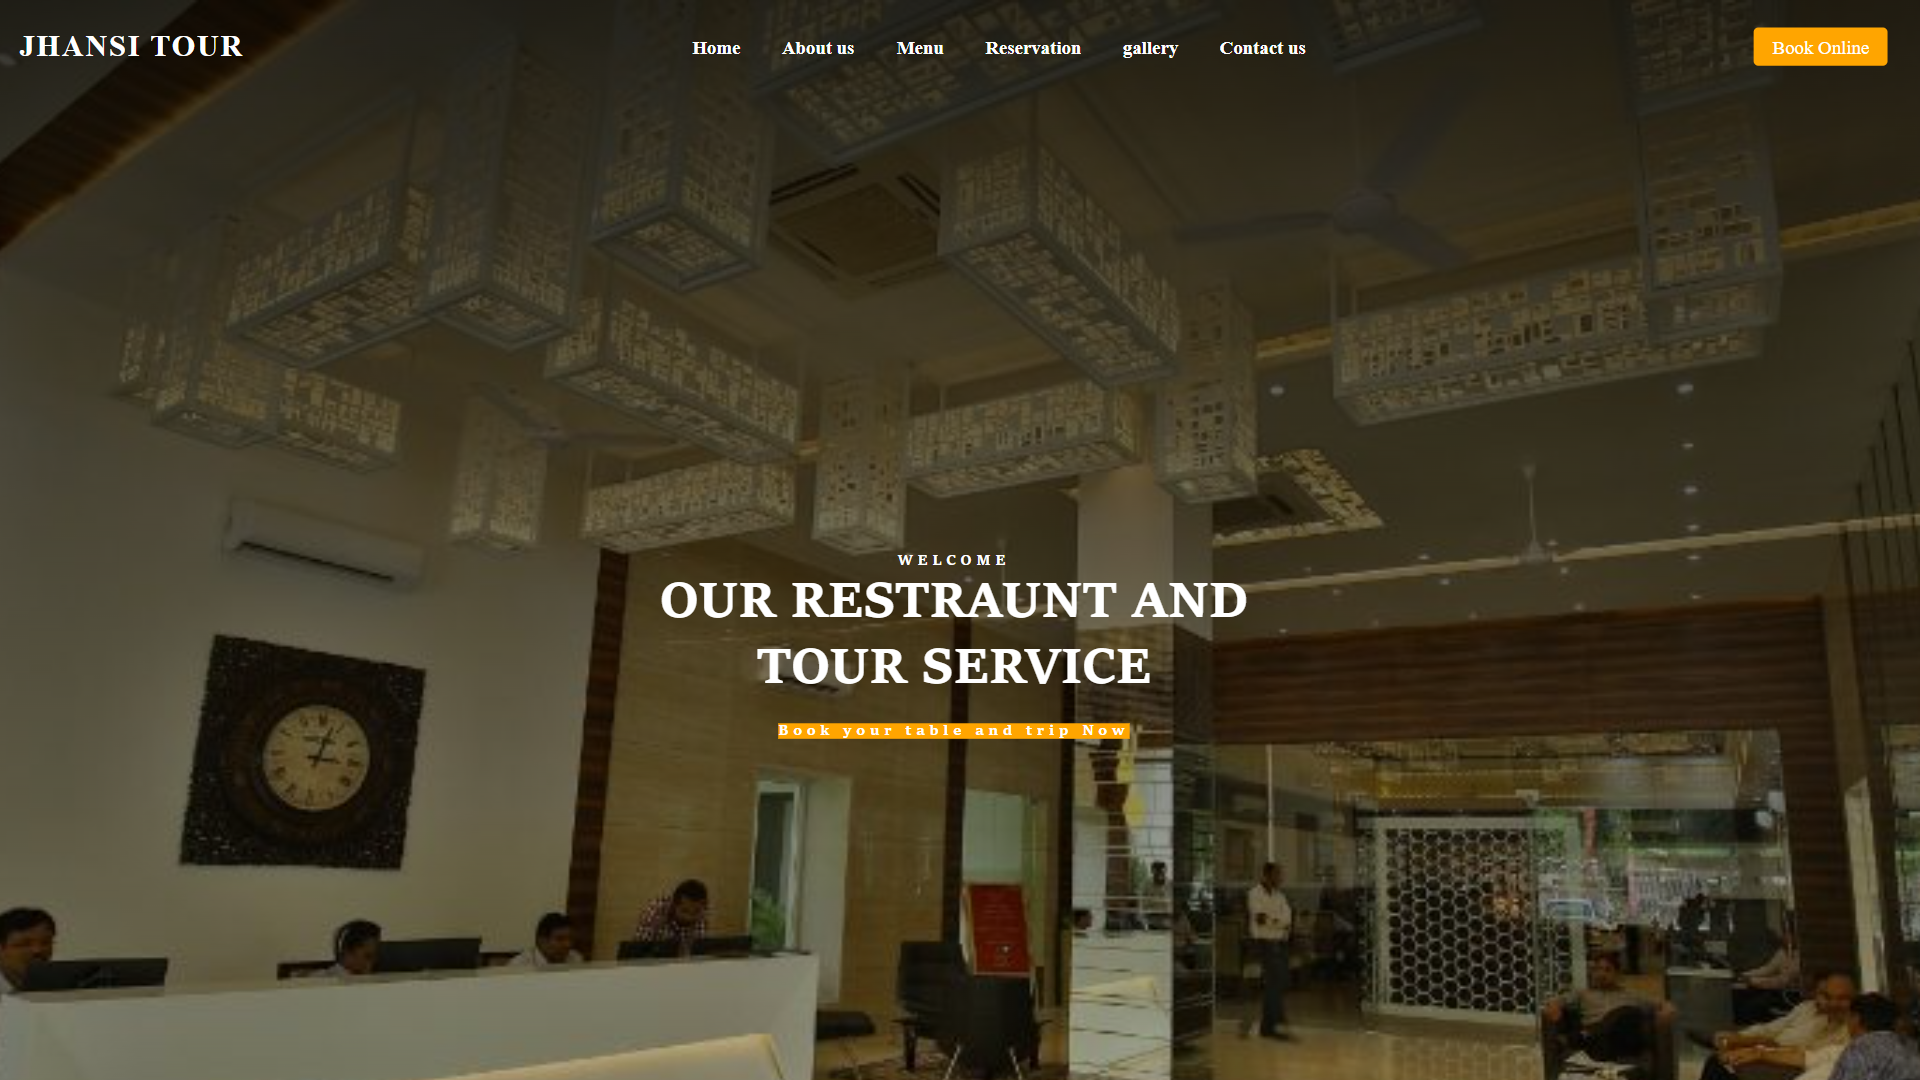 JHANSI TOUR
Home
About us
Menu
Reservation
gallery
Contact us
Book Online
WELCOME
OUR RESTRAUNT AND
TOUR SERVICE
Book your table and trip Now